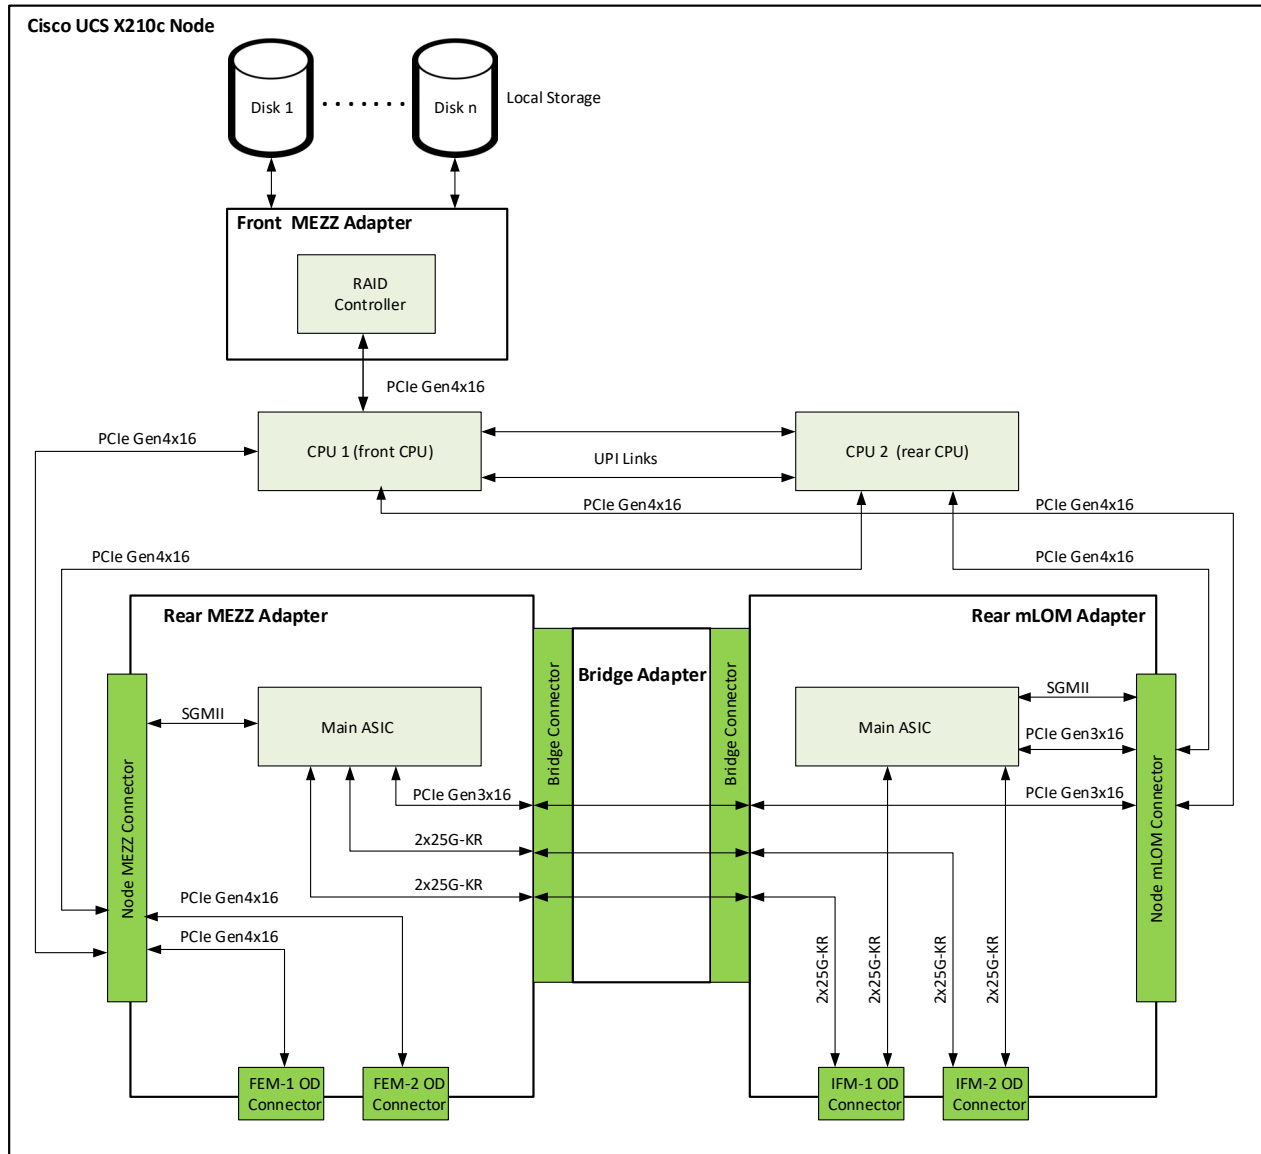 Cisco UCS X210c Node
Disk 1
Disk n
Local Storage
Front MEZZ Adapter
RAID
Controller
PCIe Gen4x16
PCIe Gen4x16
CPU 1 (front CPU)
UPI Links
CPU 2 (rear CPU)
PCIe Gen4x16
PCIe Gen4x16
PCIe Gen4x16
PCIe Gen4x16
Rear MEZZ Adapter
Rear mLOM Adapter
Bridge Adapter
Bridge Connector
Bridge Connector
SGMII
Main ASIC
Main ASIC
SGMII
PCIe Gen3x16
PCIe Gen3x16
PCIe Gen3x16
2x25G-KR
2x25G-KR
Node MEZZ Connector
Node mLOM Connector
PCIe Gen4x16
PCIe Gen4x16
2x25G-KR
2x25G-KR
2x25G-KR
2x25G-KR
FEM-1 OD
Connector
FEM-2 OD
Connector
IFM-1 OD
Connector
IFM-2 OD
Connector